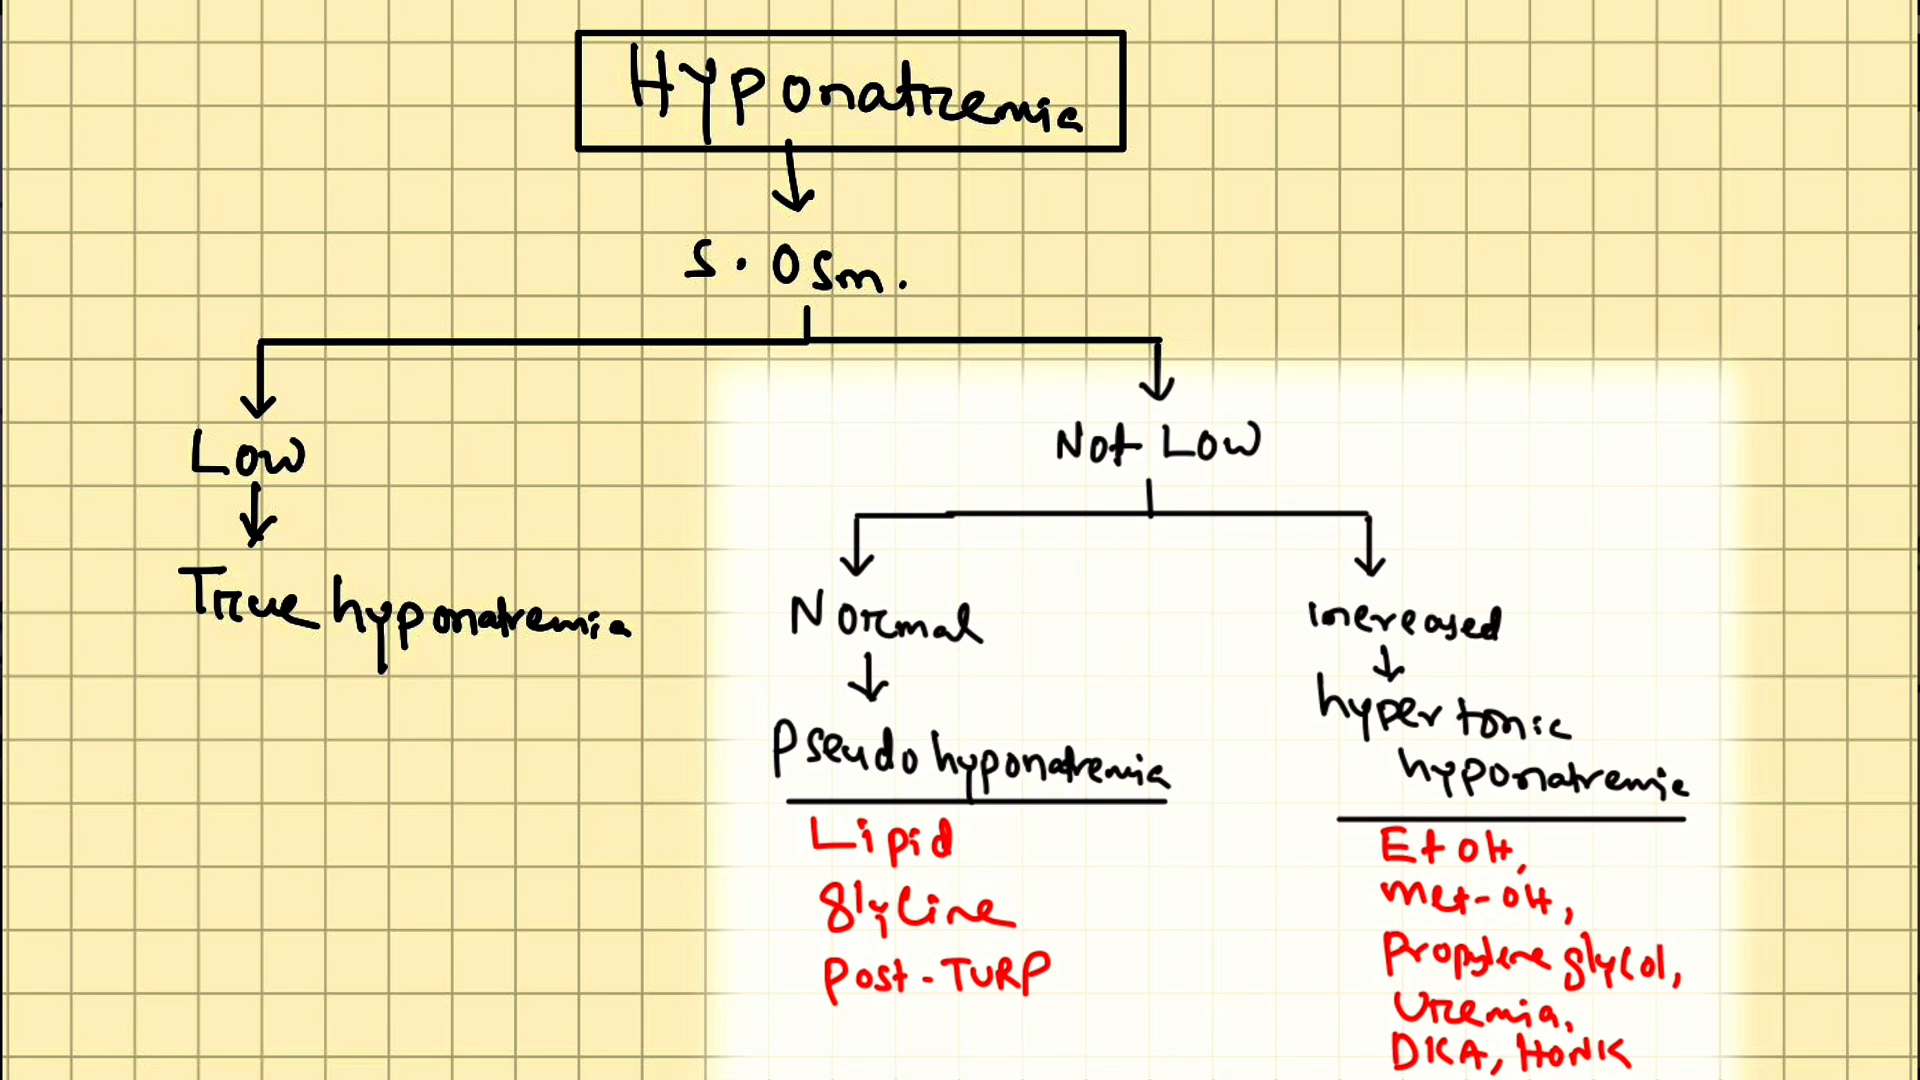 Hyponatremia
S. Osm.
Low
Not Low
True hyponatremia
Normal
increased
Pseudo hyponatremia
hypertonic
hyponatremia
Lipid
glycine
Post-TURP
EtOH,
met-OH,
Propylene glycol,
Uremia,
DKA, HONK